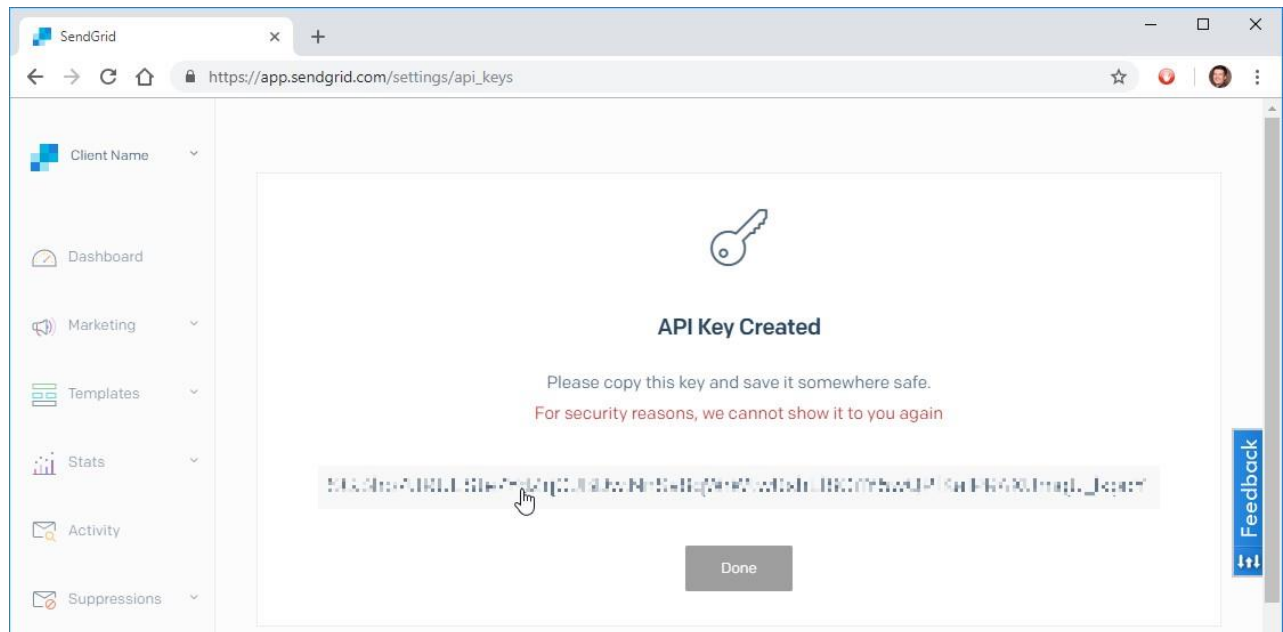 SendGrid
https://app.sendgrid.com/settings/api_keys
Client Name
Dashboard
Marketing
Templates
Stats
Activity
Suppressions
API Key Created
Please copy this key and save it somewhere safe.
For security reasons, we cannot show it to you again
Done
Feedback